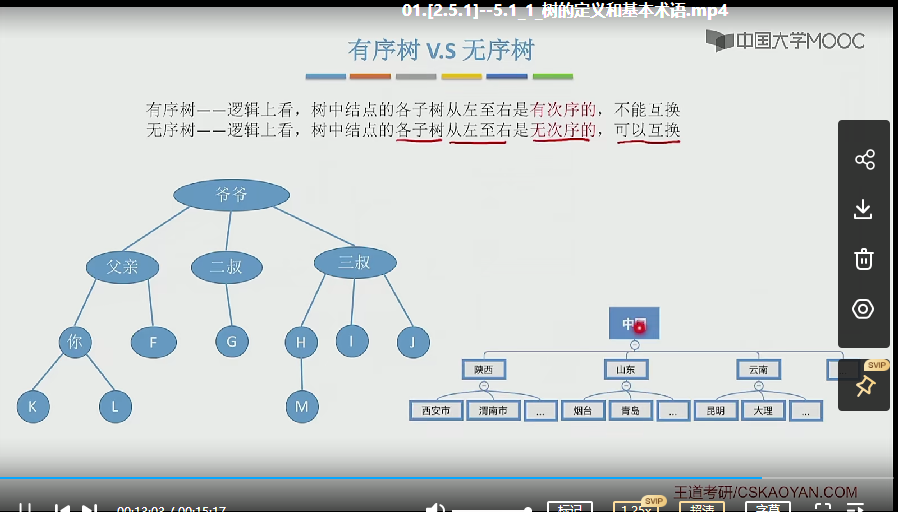 01.[2.5.1]--5.1_1_树的定义和基本术语.mp4
有序树 V.S 无序树
中国大学MOOC
有序树——逻辑上看，树中结点的各子树从左至右是有次序的，不能互换
无序树——逻辑上看，树中结点的各子树从左至右是无次序的，可以互换
爷爷
父亲 二叔 三叔
你 F G H I J
K L M
中国
陕西 山东 云南
SVIP
西安市 渭南市 ... 烟台 青岛 ... 昆明 大理 ...
王道考研/CSKAOYAN.COM
00:13:03 / 00:15:17 标记 1.25x SVIP 超清 字幕